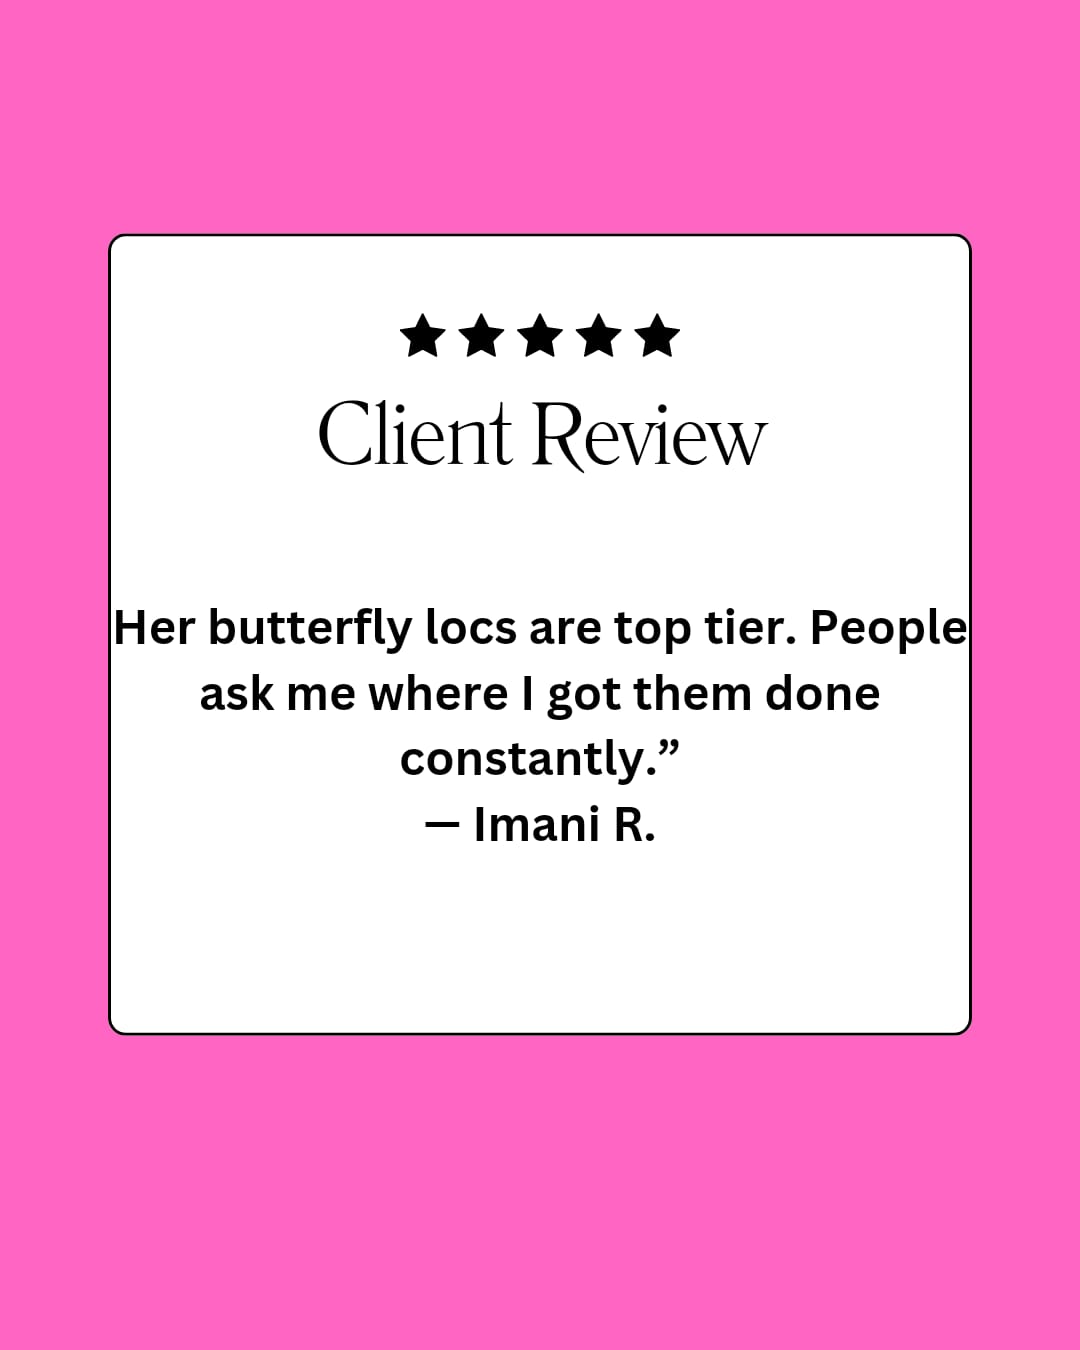 Client Review
Her butterfly locs are top tier. People
ask me where I got them done
constantly.”
— Imani R.